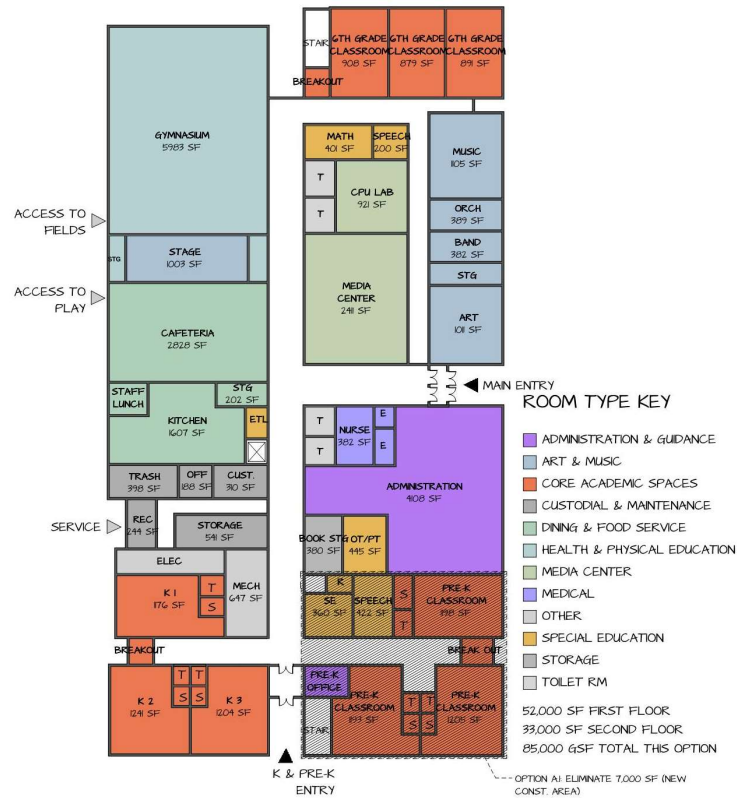 STAIR
6TH GRADE
CLASSROOM
908 SF
6TH GRADE
CLASSROOM
879 SF
6TH GRADE
CLASSROOM
891 SF
BREAKOUT
GYMNASIUM
5983 SF
MATH
401 SF
SPEECH
200 SF
MUSIC
1105 SF
T
T
CPU LAB
921 SF
ORCH
389 SF
ACCESS TO
FIELDS
BAND
382 SF
STG
STAGE
1003 SF
STG
MEDIA
CENTER
2411 SF
ACCESS TO
PLAY
ART
1011 SF
CAFETERIA
2828 SF
MAIN ENTRY
STAFF
LUNCH
STG
202 SF
KITCHEN
1607 SF
ETL
T
T
NURSE
382 SF
E
E
ADMINISTRATION
4108 SF
TRASH
398 SF
OFF
188 SF
CUST.
310 SF
SERVICE
REC
244 SF
STORAGE
541 SF
BOOK STG
380 SF
OT/PT
445 SF
ELEC
MECH
647 SF
K 1
1176 SF
T
S
K
SE
360 SF
SPEECH
422 SF
S
T
PRE-K
CLASSROOM
1198 SF
BREAKOUT
BREAK OUT
K 2
1241 SF
T
T
S
S
K 3
1204 SF
PRE-K
OFFICE
STAIR
PRE-K
CLASSROOM
1193 SF
T
T
S
S
PRE-K
CLASSROOM
1205 SF
K & PRE-K
ENTRY
ROOM TYPE KEY
ADMINISTRATION & GUIDANCE
ART & MUSIC
CORE ACADEMIC SPACES
CUSTODIAL & MAINTENANCE
DINING & FOOD SERVICE
HEALTH & PHYSICAL EDUCATION
MEDIA CENTER
MEDICAL
OTHER
SPECIAL EDUCATION
STORAGE
TOILET RM
52,000 SF FIRST FLOOR
33,000 SF SECOND FLOOR
85,000 GSF TOTAL THIS OPTION
OPTION A.1: ELIMINATE 7,000 SF (NEW
CONST. AREA)